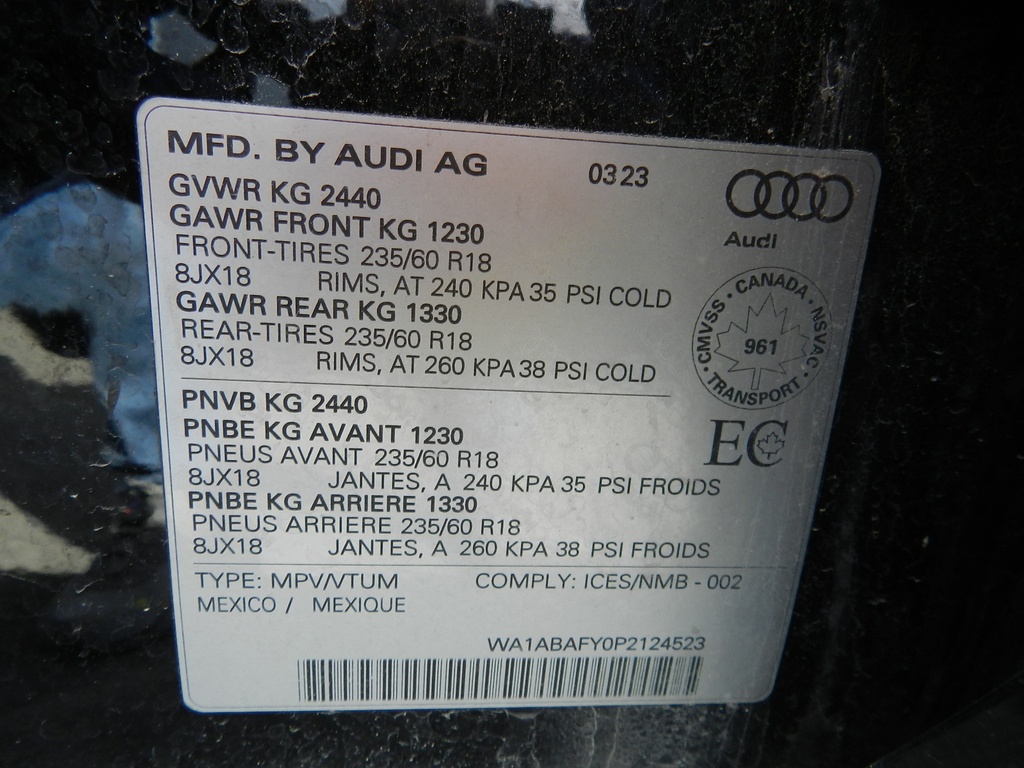 MFD. BY AUDI AG 0323
GVWR KG 2440
GAWR FRONT KG 1230
FRONT-TIRES 235/60 R18
8JX18 RIMS, AT 240 KPA 35 PSI COLD
GAWR REAR KG 1330
REAR-TIRES 235/60 R18
8JX18 RIMS, AT 260 KPA 38 PSI COLD
PNVB KG 2440
PNBE KG AVANT 1230
PNEUS AVANT 235/60 R18
8JX18 JANTES, A 240 KPA 35 PSI FROIDS
PNBE KG ARRIERE 1330
PNEUS ARRIERE 235/60 R18
8JX18 JANTES, A 260 KPA 38 PSI FROIDS
TYPE: MPV/VTUM COMPLY: ICES/NMB - 002
MEXICO / MEXIQUE
WA1ABAFY0P2124523
Audi
CMVSS · CANADA · NSVAC · TRANSPORT ·
961
EC